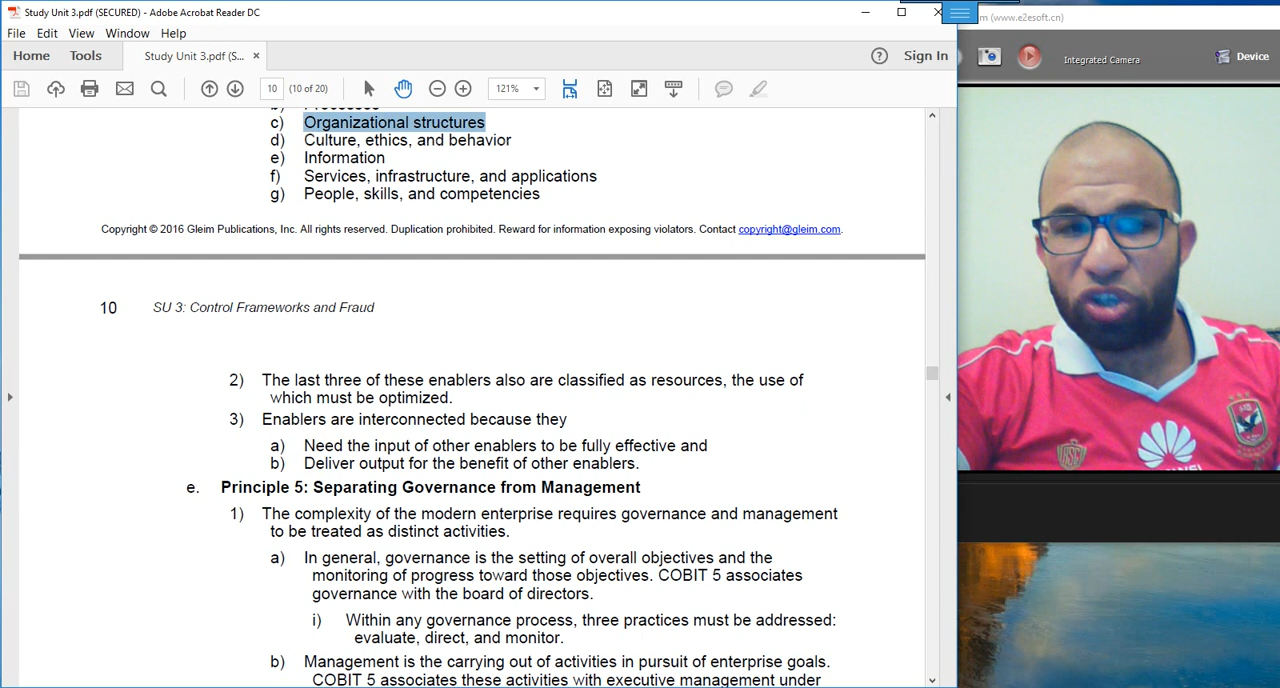 Study Unit 3.pdf (SECURED) - Adobe Acrobat Reader DC
m (www.e2esoft.cn)
File Edit View Window Help
Home Tools Study Unit 3.pdf (S... × ? Sign In
Integrated Camera
Device
10 (10 of 20) 121%
b) Processes
c) Organizational structures
d) Culture, ethics, and behavior
e) Information
f) Services, infrastructure, and applications
g) People, skills, and competencies
Copyright © 2016 Gleim Publications, Inc. All rights reserved. Duplication prohibited. Reward for information exposing violators. Contact copyright@gleim.com.
10 SU 3: Control Frameworks and Fraud
2) The last three of these enablers also are classified as resources, the use of
which must be optimized.
3) Enablers are interconnected because they
a) Need the input of other enablers to be fully effective and
b) Deliver output for the benefit of other enablers.
e. Principle 5: Separating Governance from Management
1) The complexity of the modern enterprise requires governance and management
to be treated as distinct activities.
a) In general, governance is the setting of overall objectives and the
monitoring of progress toward those objectives. COBIT 5 associates
governance with the board of directors.
i) Within any governance process, three practices must be addressed:
evaluate, direct, and monitor.
b) Management is the carrying out of activities in pursuit of enterprise goals.
COBIT 5 associates these activities with executive management under